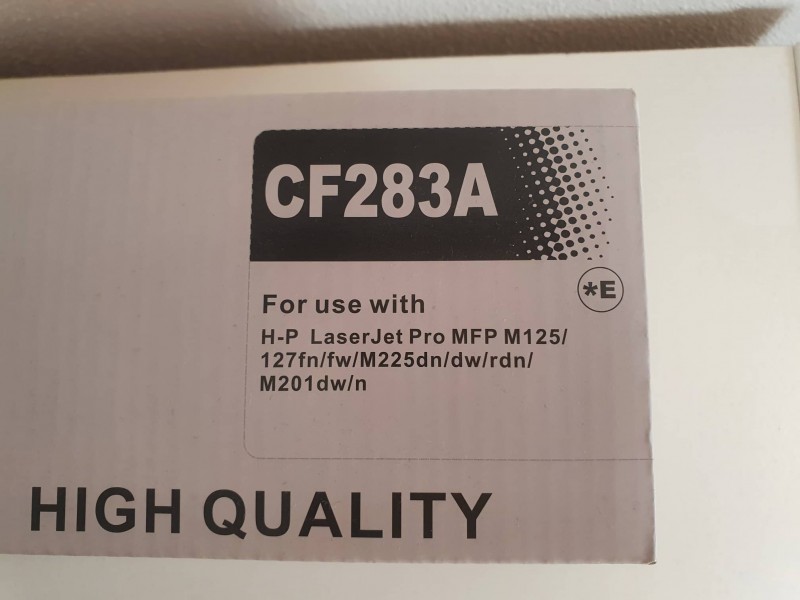 CF283A
*E
For use with
H-P LaserJet Pro MFP M125/
127fn/fw/M225dn/dw/rdn/
M201dw/n
HIGH QUALITY